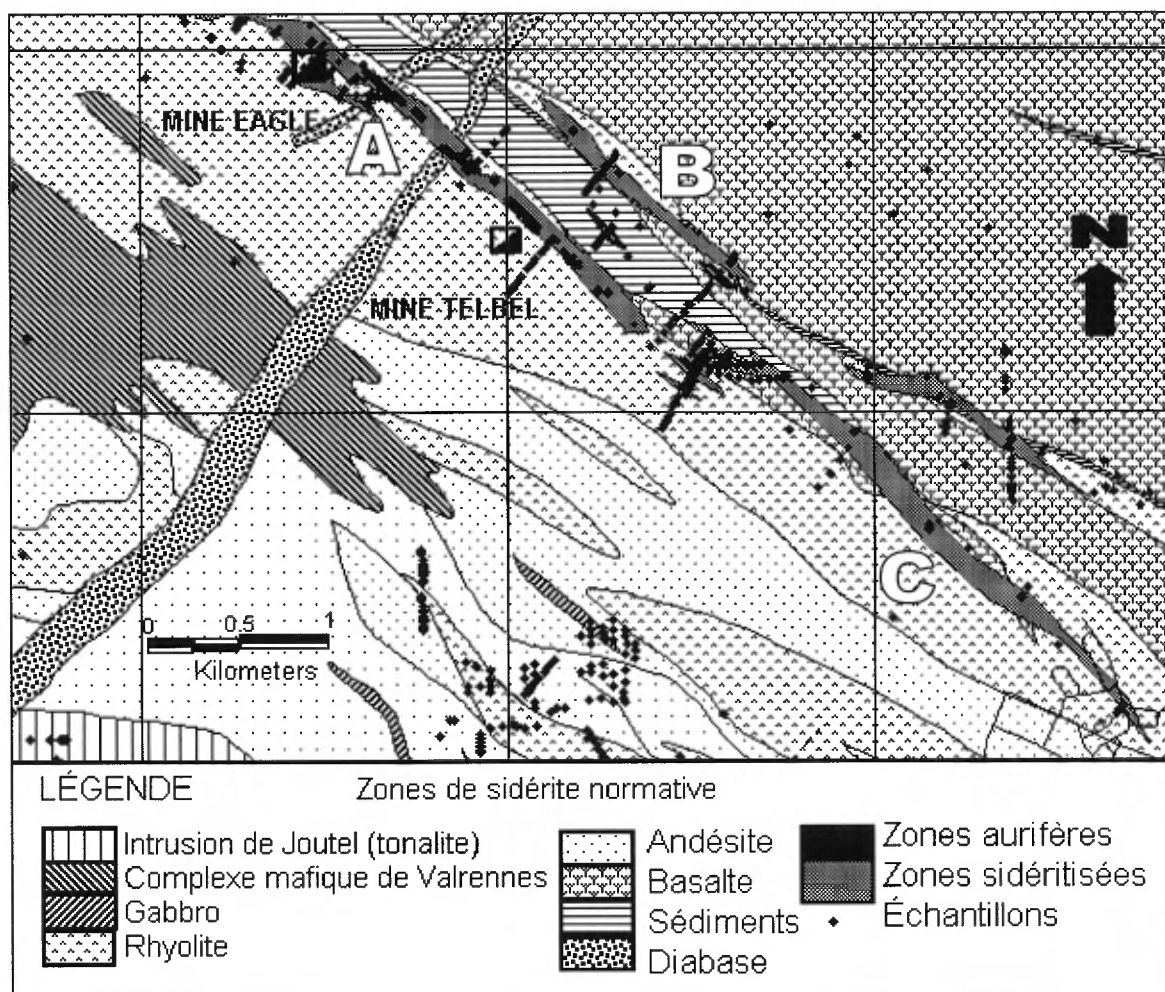 MINE EAGLE
A
B
N
MINE TELBEL
C
0 0.5 1
Kilometers
LÉGENDE
Zones de sidérite normative
Intrusion de Joutel (tonalite)
Complexe mafique de Valrennes
Gabbro
Rhyolite
Andésite
Basalte
Sédiments
Diabase
Zones aurifères
Zones sidéritisées
Échantillons